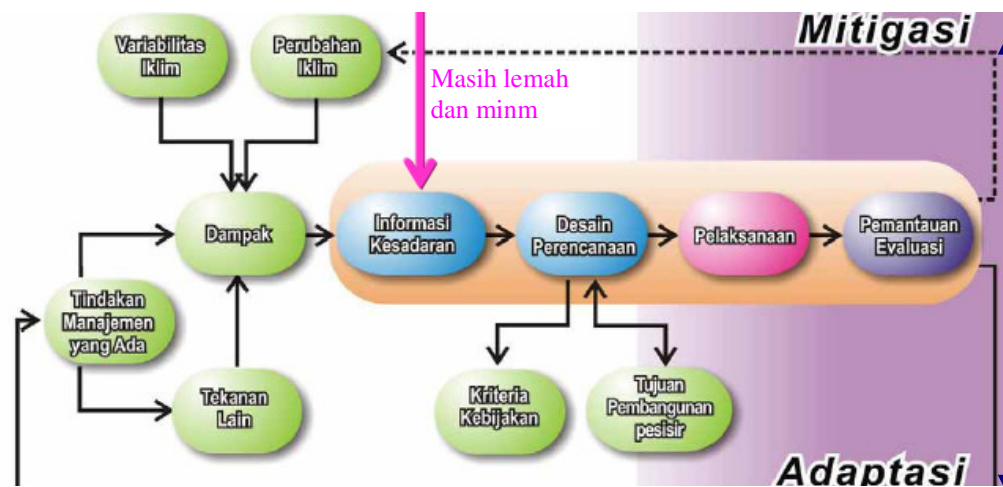 Mitigasi
Variabilitas
Iklim
Perubahan
Iklim
Masih lemah
dan minm
Dampak
Informasi
Kesadaran
Desain
Perencanaan
Pelaksanaan
Pemantauan
Evaluasi
Tindakan
Manajemen
yang Ada
Tekanan
Lain
Kriteria
Kebijakan
Tujuan
Pembangunan
pesisir
Adaptasi